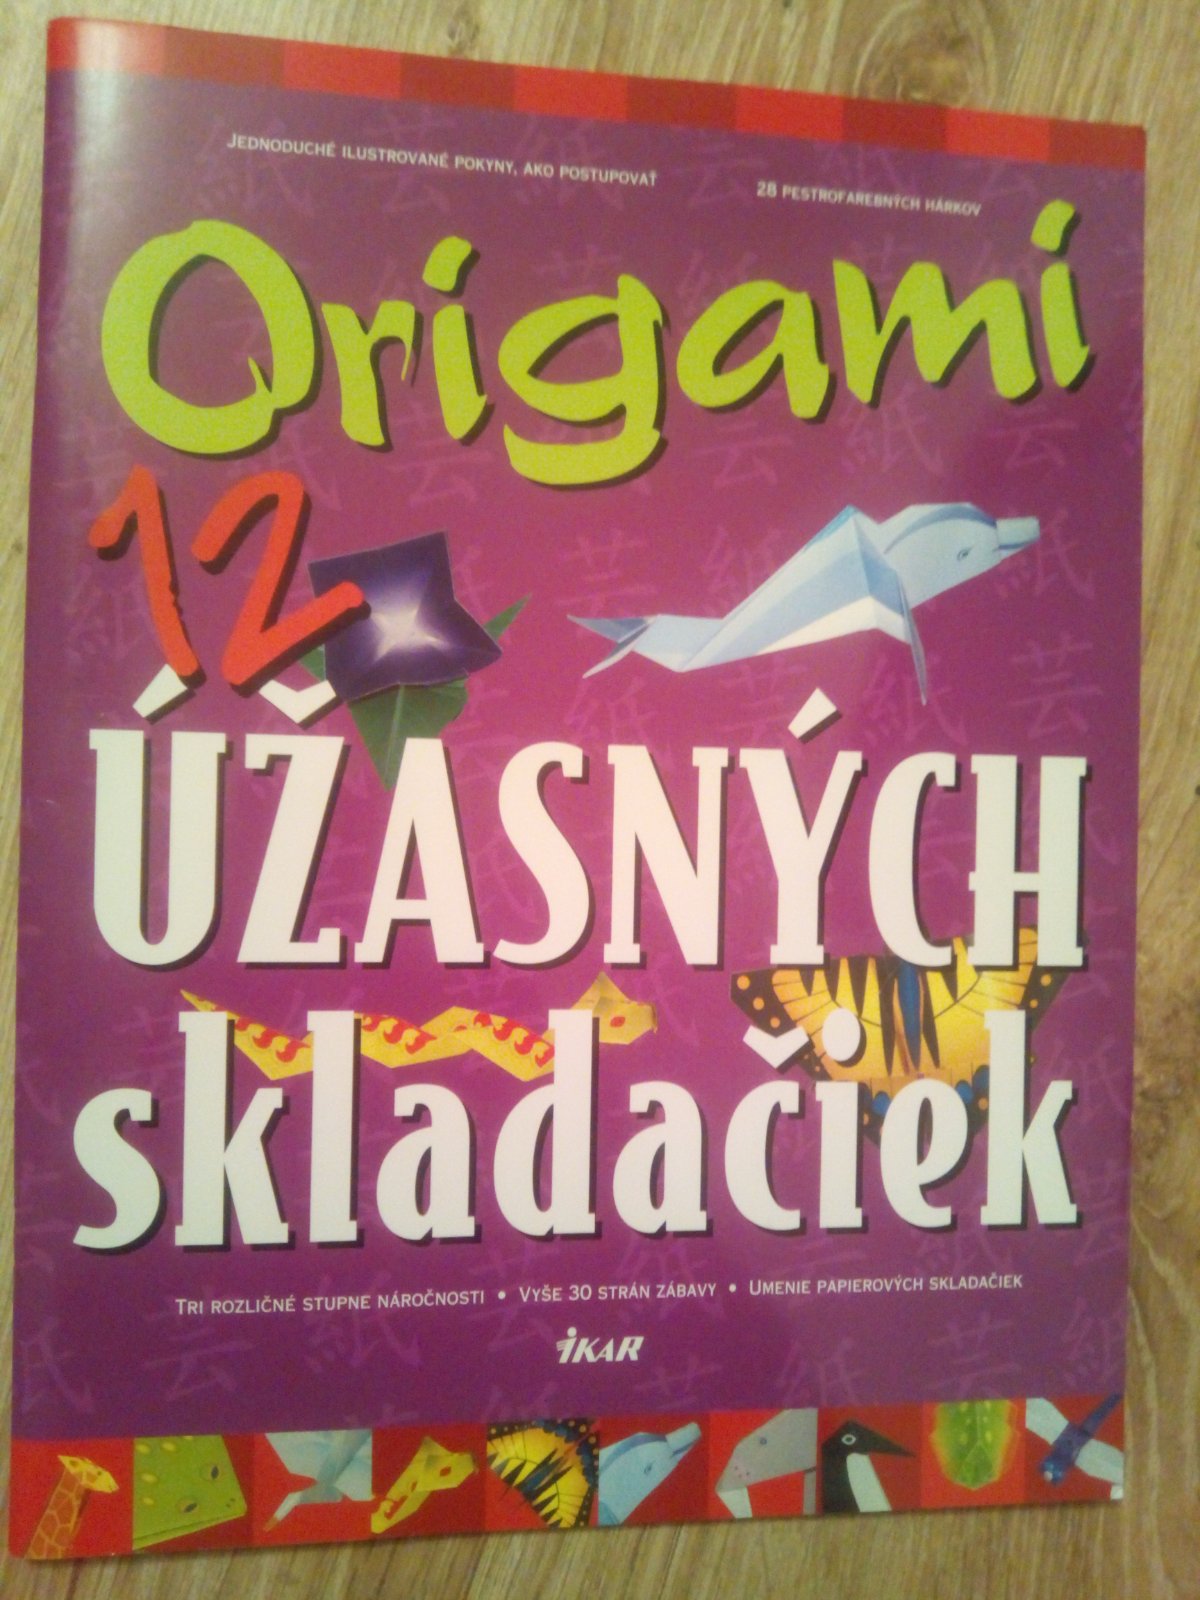 JEDNODUCHÉ ILUSTROVANÉ POKYNY, AKO POSTUPOVAŤ
28 PESTROFAREBNÝCH HÁRKOV
Origami
12
ÚŽASNÝCH
skladačiek
TRI ROZLIČNÉ STUPNE NÁROČNOSTI • VYŠE 30 STRÁN ZÁBAVY • UMENIE PAPIEROVÝCH SKLADAČIEK
IKAR